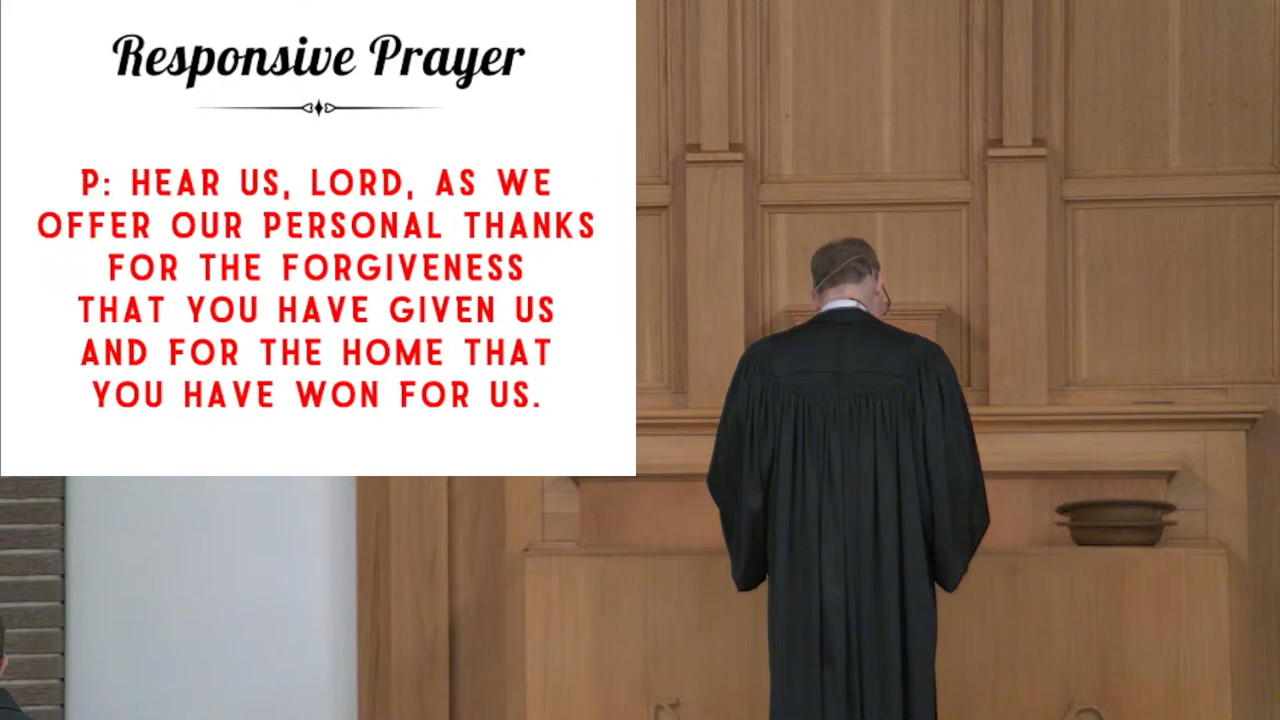 Responsive Prayer
P: HEAR US, LORD, AS WE
OFFER OUR PERSONAL THANKS
FOR THE FORGIVENESS
THAT YOU HAVE GIVEN US
AND FOR THE HOME THAT
YOU HAVE WON FOR US.